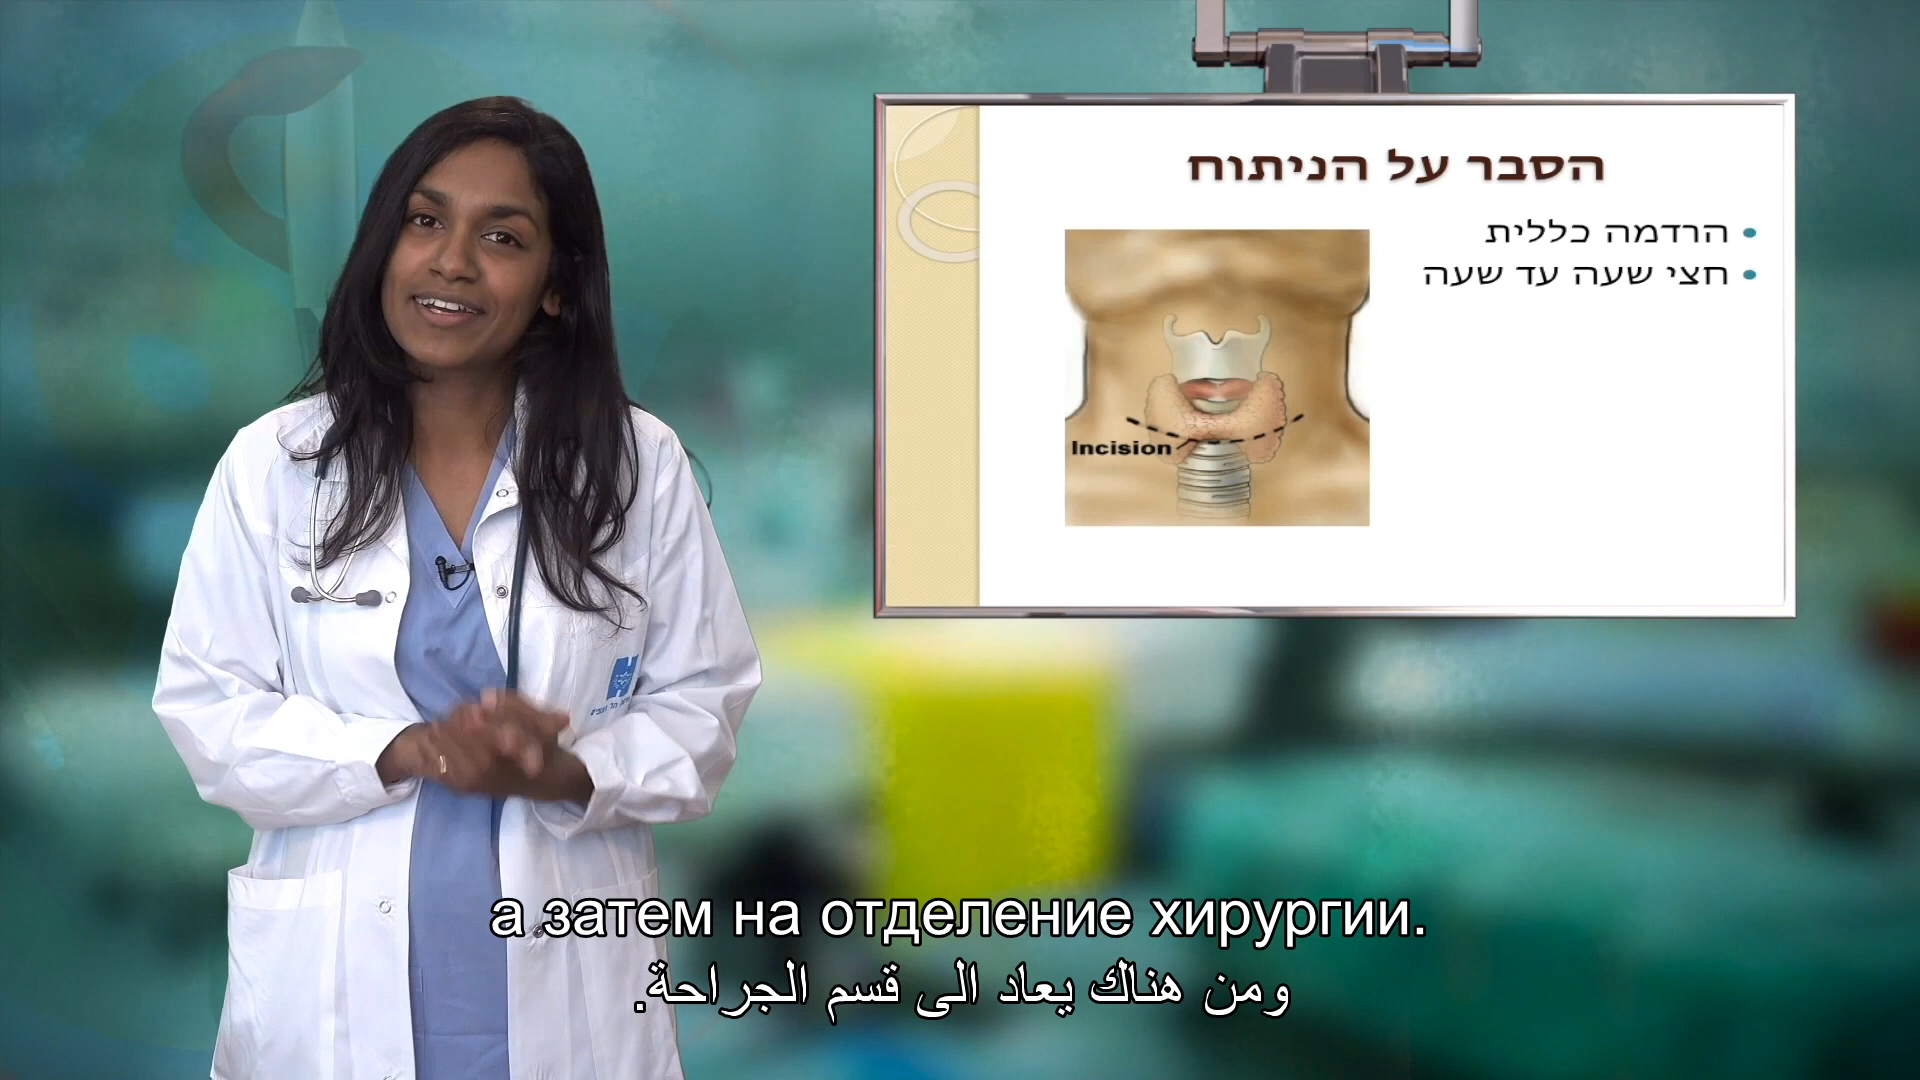 הסבר על הניתוח
• הרדמה כללית
• חצי שעה עד שעה
Incision
а затем на отделение хирургии.
ومن هناك يعاد الى قسم الجراحة.